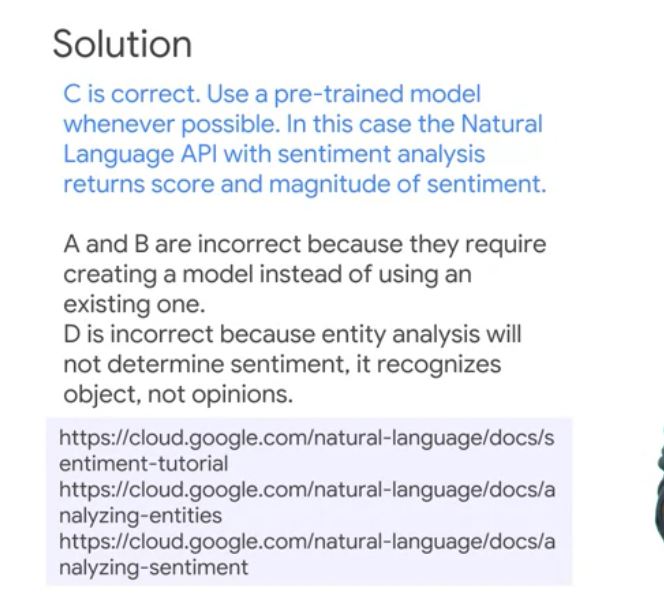 Solution
C is correct. Use a pre-trained model
whenever possible. In this case the Natural
Language API with sentiment analysis
returns score and magnitude of sentiment.
A and B are incorrect because they require
creating a model instead of using an
existing one.
D is incorrect because entity analysis will
not determine sentiment, it recognizes
object, not opinions.
https://cloud.google.com/natural-language/docs/s
entiment-tutorial
https://cloud.google.com/natural-language/docs/a
nalyzing-entities
https://cloud.google.com/natural-language/docs/a
nalyzing-sentiment